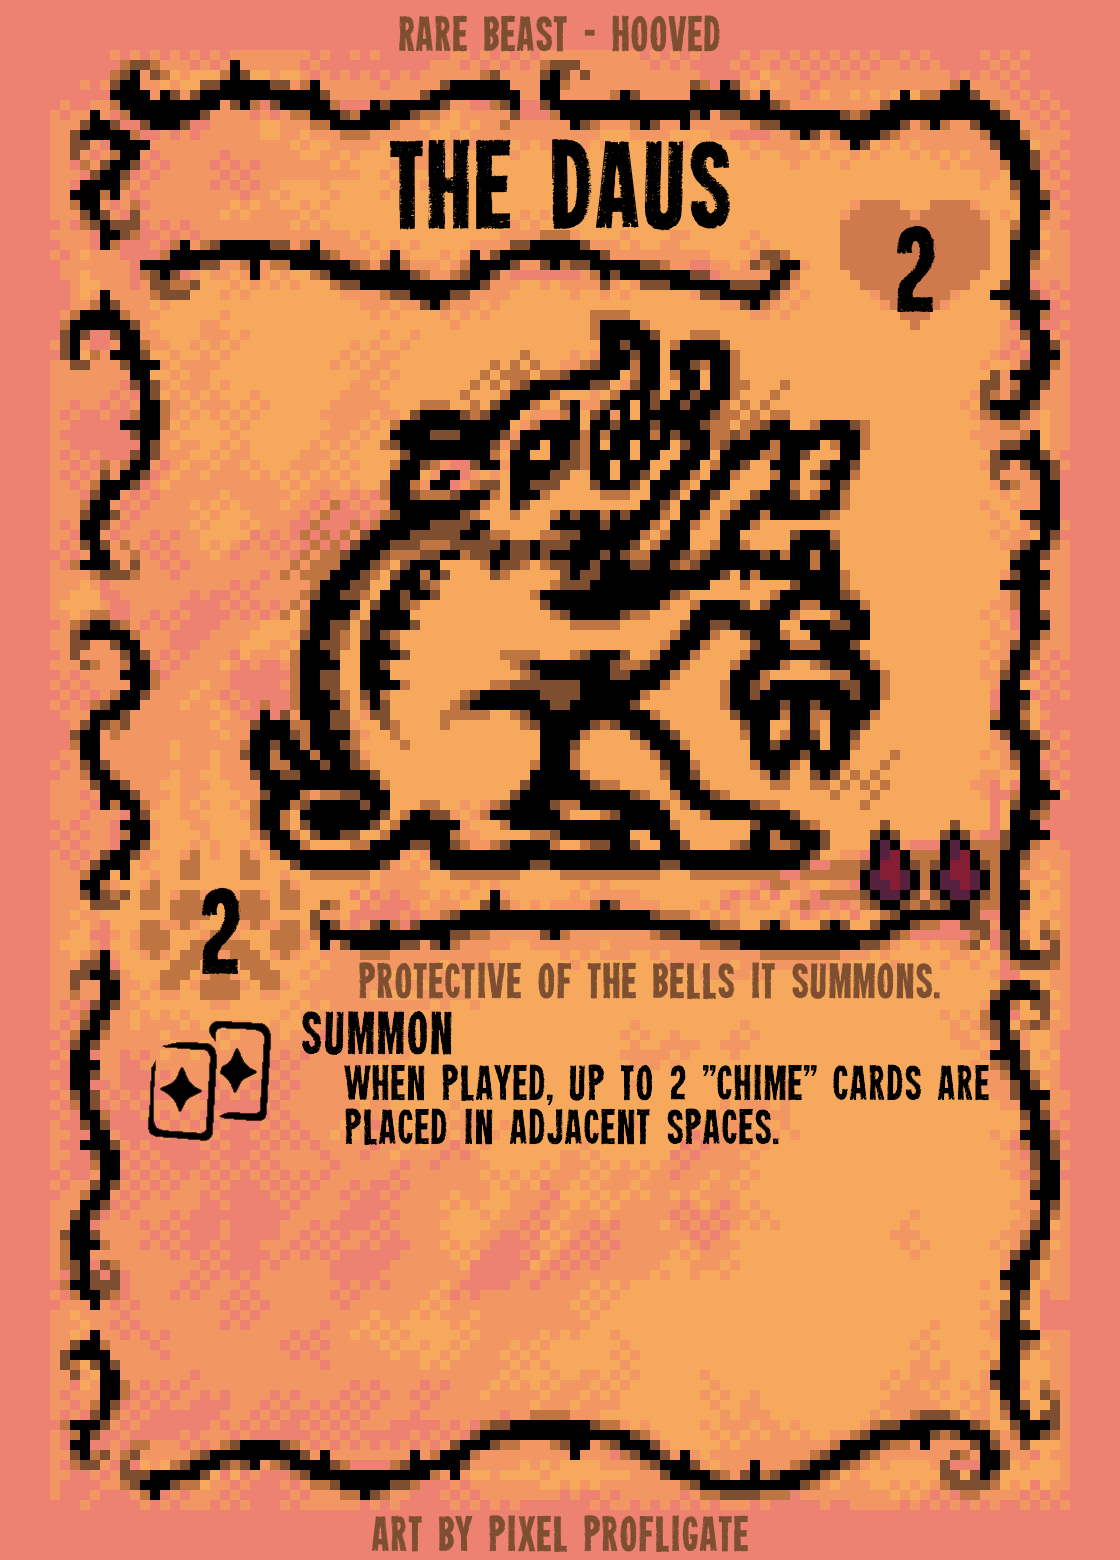 RARE BEAST - HOOVED
THE DAUS
2
2
PROTECTIVE OF THE BELLS IT SUMMONS.
SUMMON
WHEN PLAYED, UP TO 2 "CHIME" CARDS ARE
PLACED IN ADJACENT SPACES.
ART BY PIXEL PROFLIGATE